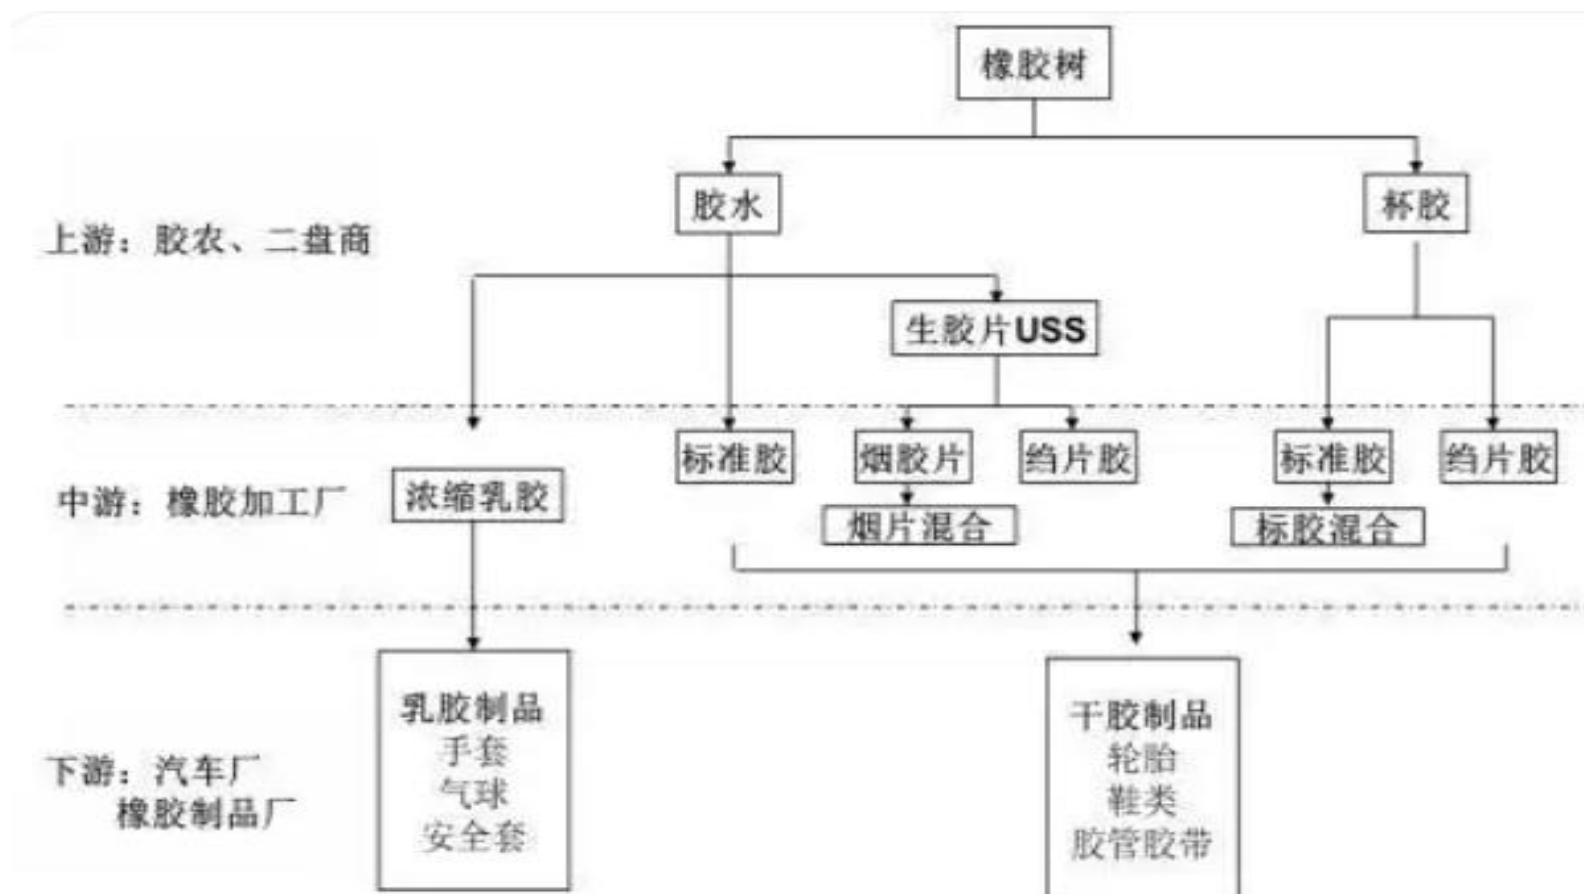 橡胶树
胶水
杯胶
上游：胶农、二盘商
生胶片USS
标准胶
烟胶片
绉片胶
标准胶
绉片胶
中游：橡胶加工厂
浓缩乳胶
烟片混合
标胶混合
乳胶制品
手套
气球
安全套
干胶制品
轮胎
鞋类
胶管胶带
下游：汽车厂
橡胶制品厂